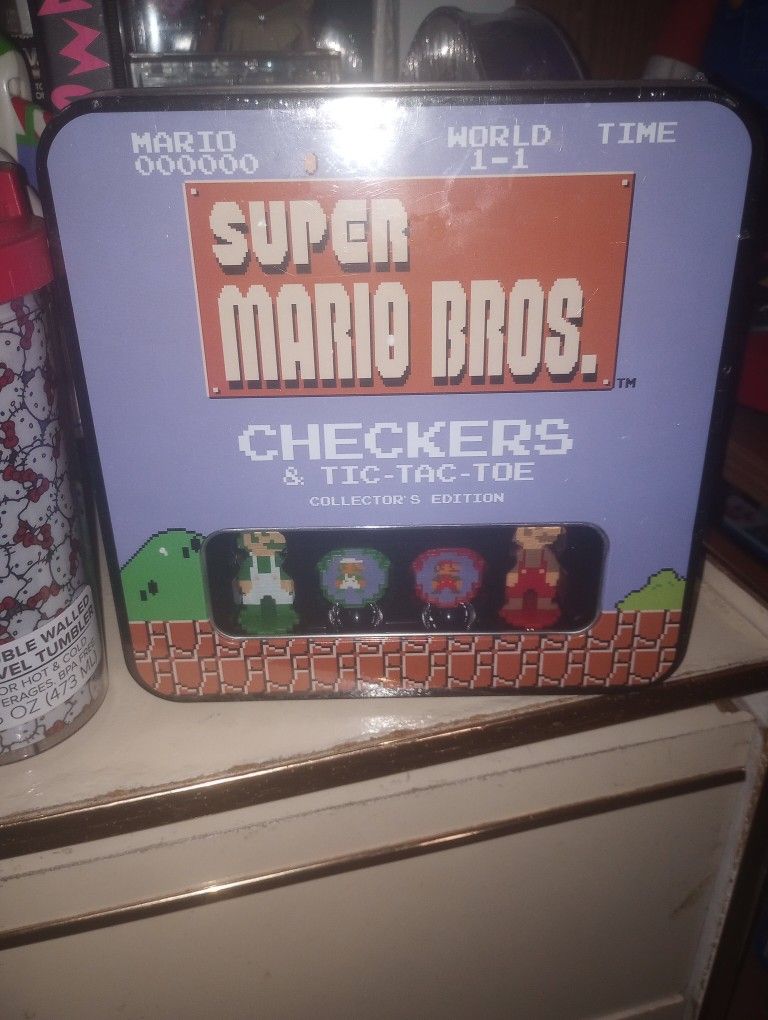 MARIO WORLD TIME
000000 1-1
SUPER
MARIO BROS.
TM
CHECKERS
& TIC-TAC-TOE
COLLECTOR'S EDITION
BLE WALLED
VEL TUMBLER
OR HOT & COLD
ERAGES. BPA FREE
OZ (473 ML)